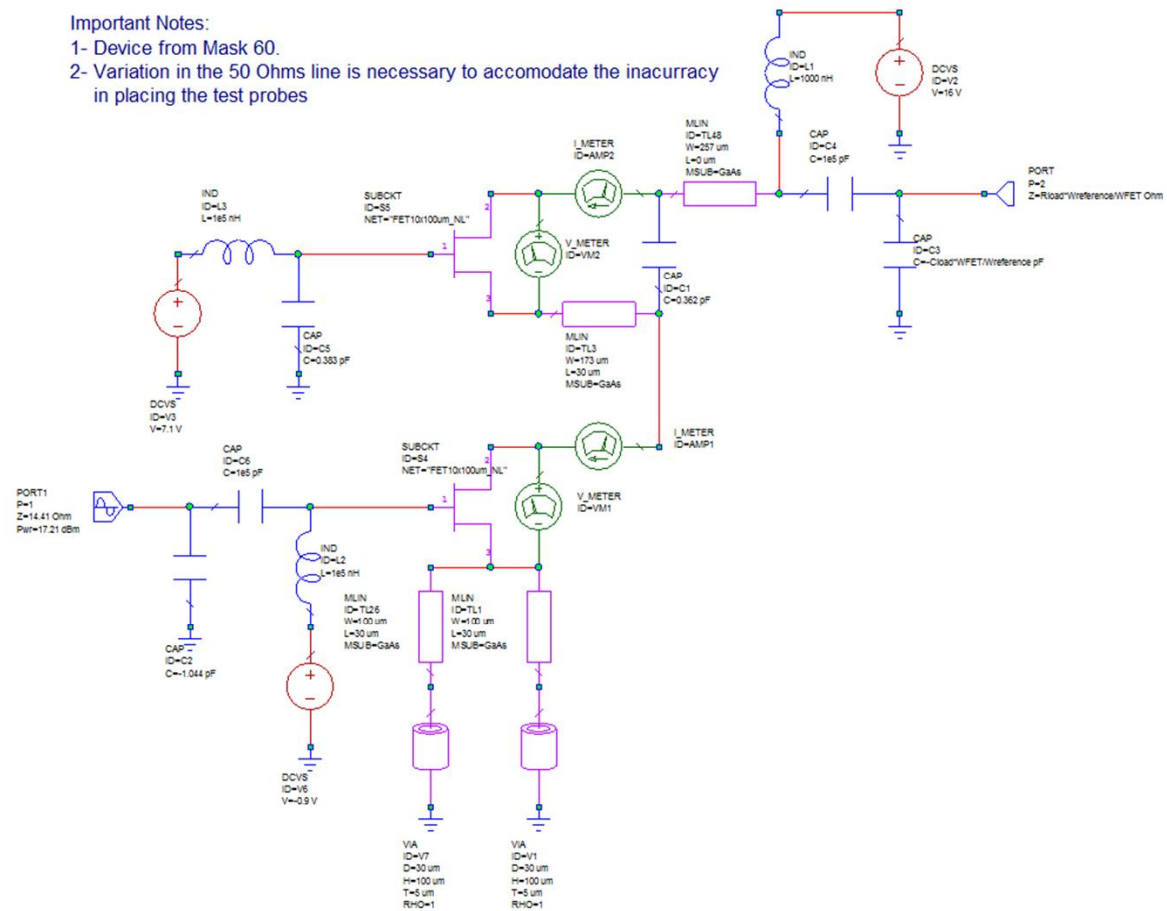 Important Notes:
1- Device from Mask 60.
2- Variation in the 50 Ohms line is necessary to accomodate the inacurracy
in placing the test probes
IND
ID=L1
L=1000 nH
DCVS
ID=V2
V=16 V
MLIN
ID=TL48
W=257 um
L=0 um
MSUB=GaAs
CAP
ID=C4
C=1e5 pF
I_METER
ID=AMP2
PORT
P=2
Z=Rload*Wreference/WFET Ohm
IND
ID=L3
L=1e5 nH
SUBCKT
ID=S5
NET="FET10x100um_NL"
2
1
3
V_METER
ID=VM2
CAP
ID=C1
C=0.362 pF
CAP
ID=C3
C=-Cload*WFET/Wreference pF
CAP
ID=C5
C=0.383 pF
MLIN
ID=TL3
W=173 um
L=30 um
MSUB=GaAs
DCVS
ID=V3
V=7.1 V
I_METER
ID=AMP1
CAP
ID=C6
C=1e5 pF
SUBCKT
ID=S4
NET="FET10x100um_NL"
2
1
3
V_METER
ID=VM1
PORT1
P=1
Z=14.41 Ohm
Pwr=17.21 dBm
IND
ID=L2
L=1e5 nH
CAP
ID=C2
C=-1.044 pF
MLIN
ID=TL26
W=100 um
L=30 um
MSUB=GaAs
MLIN
ID=TL1
W=100 um
L=30 um
MSUB=GaAs
DCVS
ID=V6
V=-0.9 V
VIA
ID=V7
D=30 um
H=100 um
T=5 um
RHO=1
VIA
ID=V1
D=30 um
H=100 um
T=5 um
RHO=1